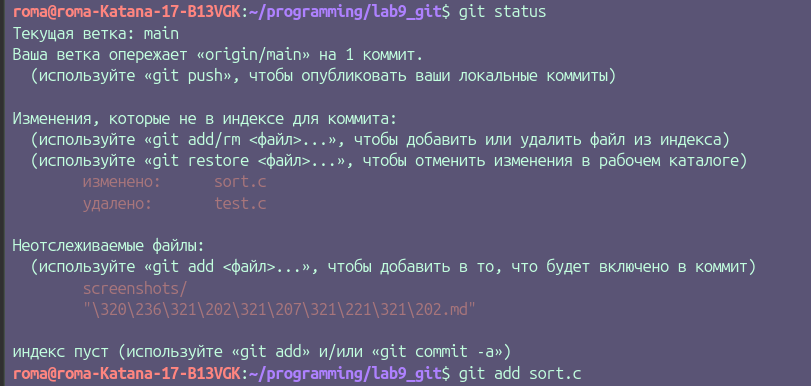 roma@roma-Katana-17-B13VGK:~/programming/lab9_git$ git status
Текущая ветка: main
Ваша ветка опережает «origin/main» на 1 коммит.
  (используйте «git push», чтобы опубликовать ваши локальные коммиты)

Изменения, которые не в индексе для коммита:
  (используйте «git add/rm <файл>...», чтобы добавить или удалить файл из индекса)
  (используйте «git restore <файл>...», чтобы отменить изменения в рабочем каталоге)
        изменено:      sort.c
        удалено:       test.c

Неотслеживаемые файлы:
  (используйте «git add <файл>...», чтобы добавить в то, что будет включено в коммит)
        screenshots/
        "\320\236\321\202\321\207\321\221\321\202.md"

индекс пуст (используйте «git add» и/или «git commit -a»)
roma@roma-Katana-17-B13VGK:~/programming/lab9_git$ git add sort.c